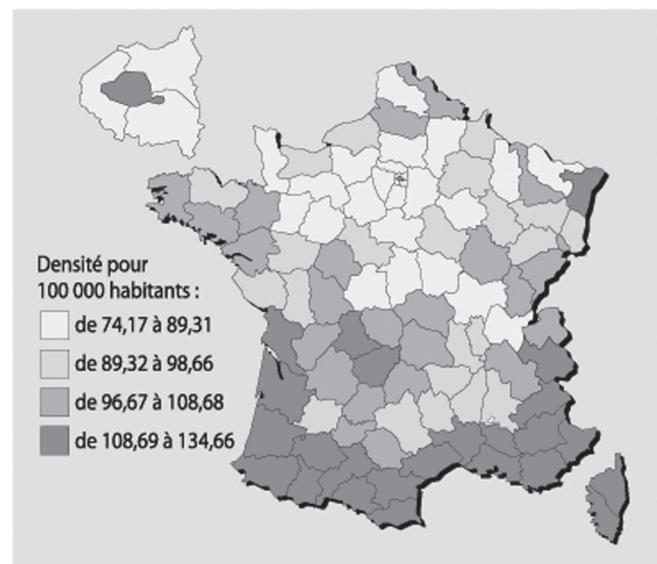 Densité pour
100 000 habitants :
de 74,17 à 89,31
de 89,32 à 98,66
de 96,67 à 108,68
de 108,69 à 134,66